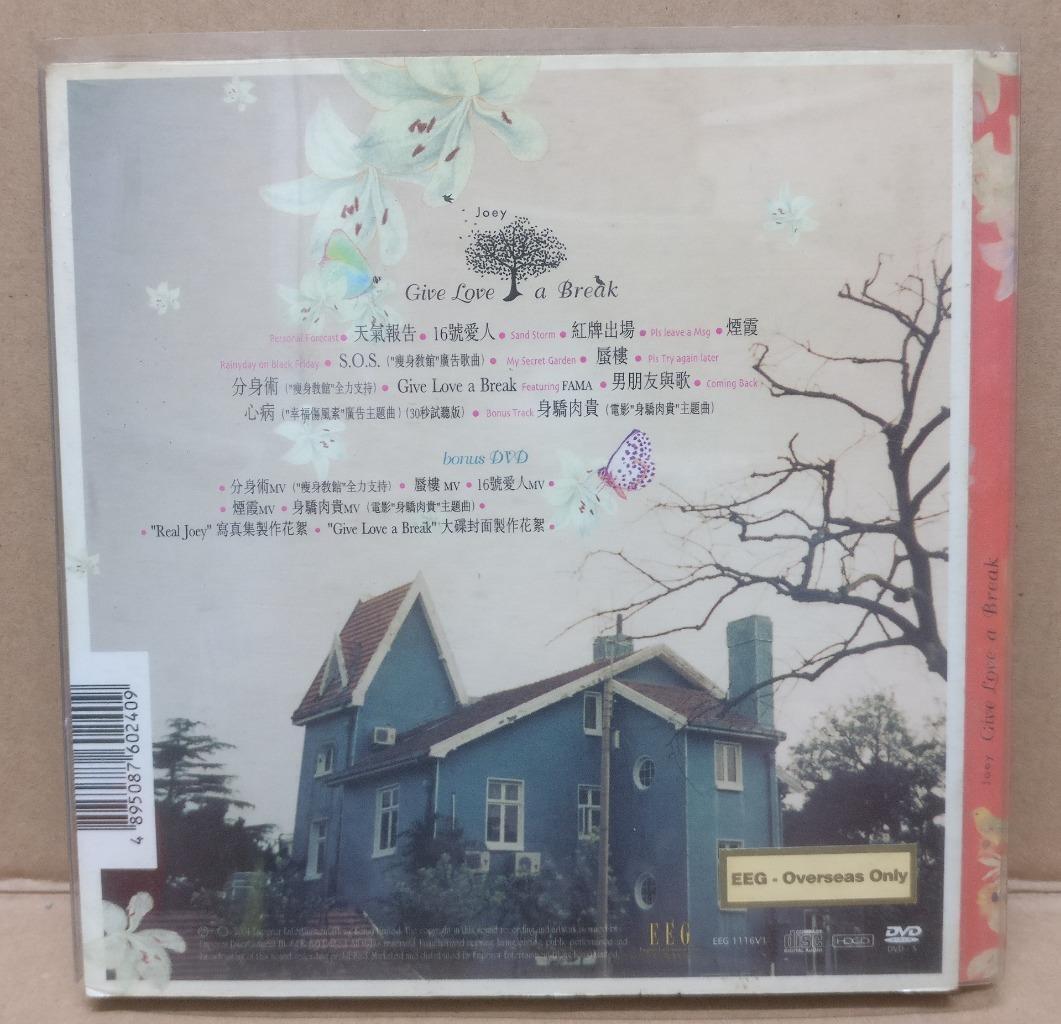 Joey
Give Love a Break
Personal Forecast • 天氣報告 • 16號愛人 • Sand Storm • 紅牌出場 • Pls leave a Msg • 煙霞
Rainyday on Black Friday • S.O.S. ("瘦身教館"廣告歌曲) • My Secret Garden • 蜃樓 • Pls Try again later
分身術 ("瘦身教館"全力支持) • Give Love a Break Featuring FAMA • 男朋友與歌 • Coming Back
心病 ("幸福傷風素"廣告主題曲) (30秒試聽版) • Bonus Track 身驕肉貴 (電影"身驕肉貴"主題曲)
bonus DVD
• 分身術MV ("瘦身教館"全力支持) • 蜃樓 MV • 16號愛人MV •
• 煙霞MV • 身驕肉貴MV (電影"身驕肉貴"主題曲) •
• "Real Joey" 寫真集製作花絮 • "Give Love a Break" 大碟封面製作花絮 •
4 895087 602409
EEG - Overseas Only
EEG
EEG 1116V1
disc
HDCD
DVD
Joey Give Love a Break